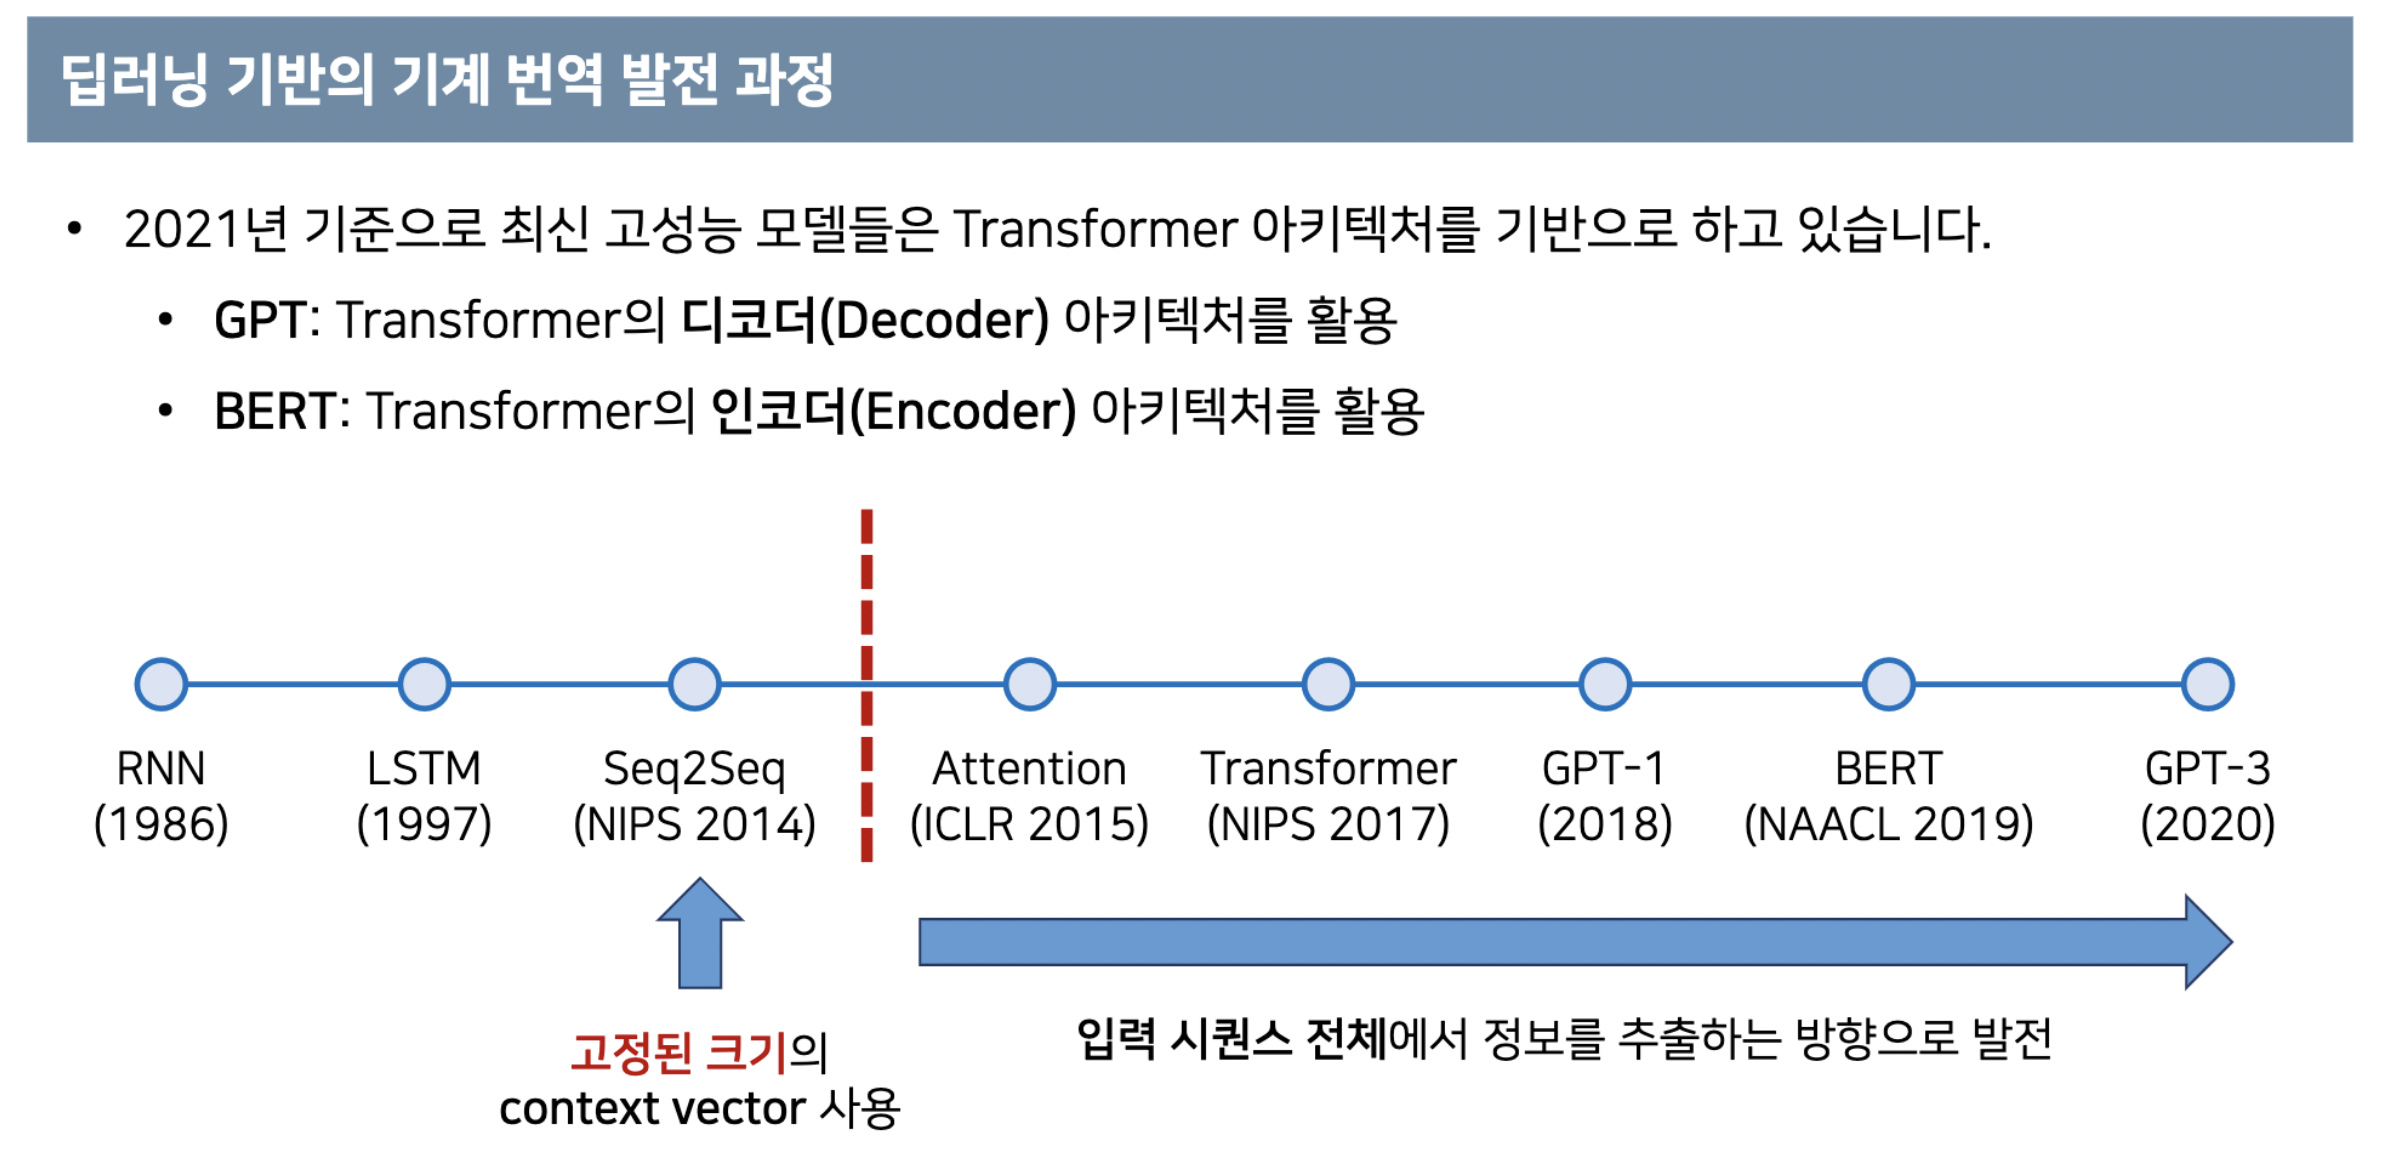 딥러닝 기반의 기계 번역 발전 과정
• 2021년 기준으로 최신 고성능 모델들은 Transformer 아키텍처를 기반으로 하고 있습니다.
• GPT: Transformer의 디코더(Decoder) 아키텍처를 활용
• BERT: Transformer의 인코더(Encoder) 아키텍처를 활용
RNN
(1986)
LSTM
(1997)
Seq2Seq
(NIPS 2014)
Attention
(ICLR 2015)
Transformer
(NIPS 2017)
GPT-1
(2018)
BERT
(NAACL 2019)
GPT-3
(2020)
고정된 크기의
context vector 사용
입력 시퀀스 전체에서 정보를 추출하는 방향으로 발전